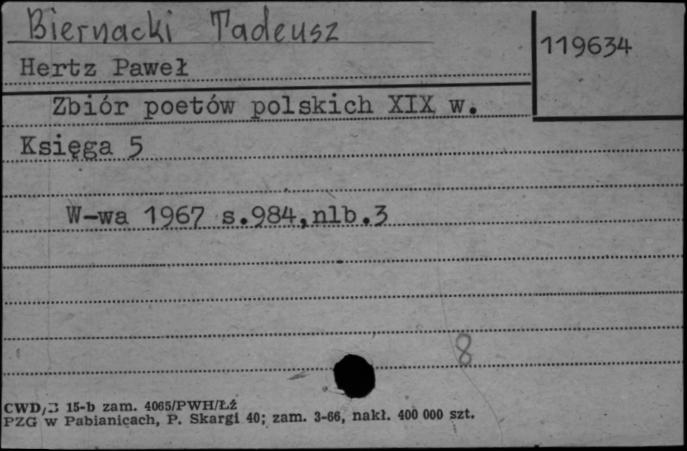 Biernacki Tadeusz
119634
Hertz Paweł
Zbiór poetów polskich XIX w.
Księga 5
W-wa 1967 s.984,nlb.3
8
CWD, 15-b zam. 4065/PWH/Łź
PZG w Pabianicach, P. Skargi 40; zam. 3-66, nakł. 400 000 szt.